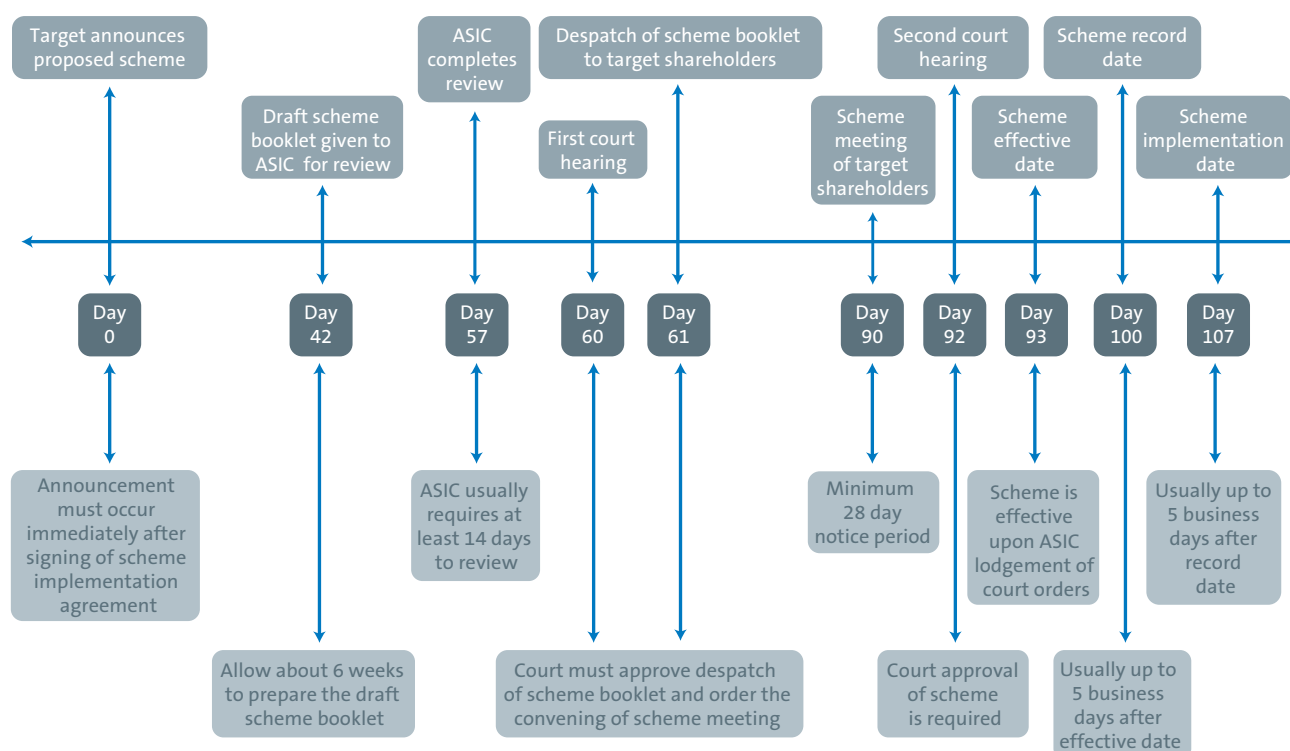 Target announces
proposed scheme
Draft scheme
booklet given to
ASIC for review
ASIC
completes
review
First court
hearing
Despatch of scheme booklet
to target shareholders
Scheme
meeting
of target
shareholders
Second court
hearing
Scheme
effective
date
Scheme record
date
Scheme
implementation
date
Day
0
Day
42
Day
57
Day
60
Day
61
Day
90
Day
92
Day
93
Day
100
Day
107
Announcement
must occur
immediately after
signing of scheme
implementation
agreement
Allow about 6 weeks
to prepare the draft
scheme booklet
ASIC usually
requires at
least 14 days
to review
Court must approve despatch
of scheme booklet and order the
convening of scheme meeting
Minimum
28 day
notice period
Court approval
of scheme
is required
Scheme is
effective
upon ASIC
lodgement of
court orders
Usually up to
5 business
days after
effective date
Usually up to
5 business
days after
record
date